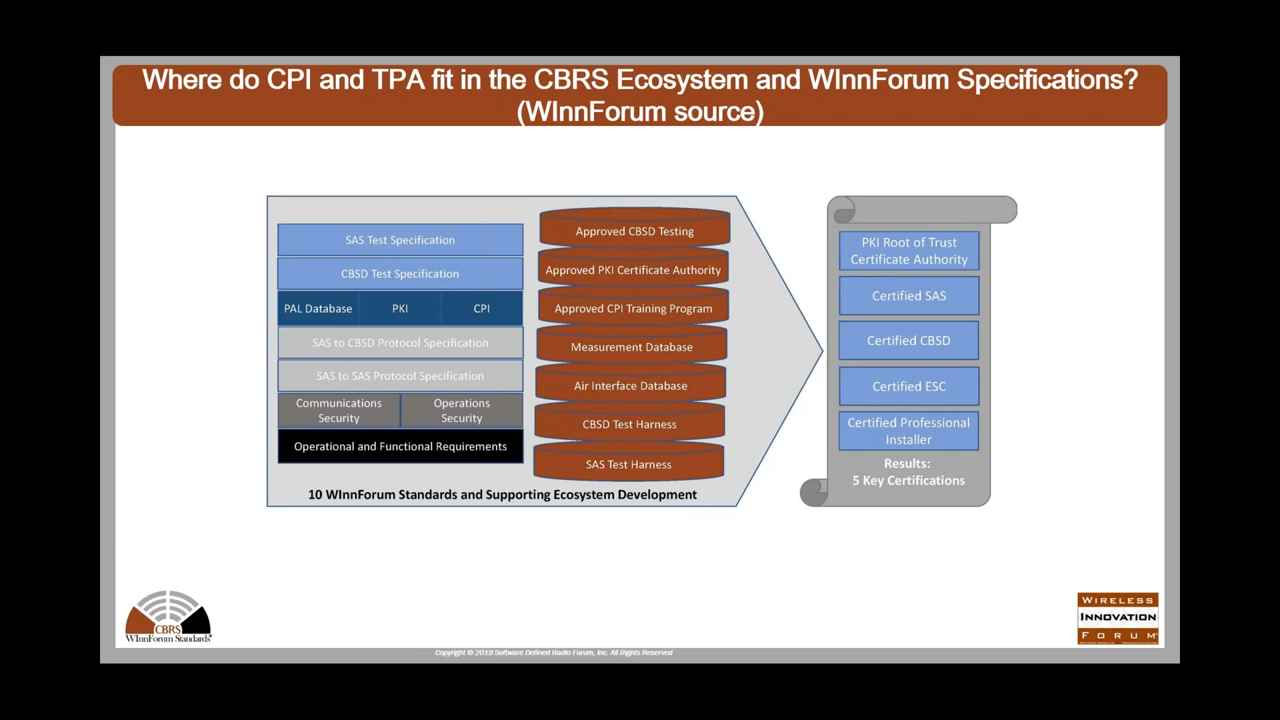 Where do CPI and TPA fit in the CBRS Ecosystem and WInnForum Specifications?
(WInnForum source)
SAS Test Specification
CBSD Test Specification
PAL Database
PKI
CPI
SAS to CBSD Protocol Specification
SAS to SAS Protocol Specification
Communications
Security
Operations
Security
Operational and Functional Requirements
Approved CBSD Testing
Approved PKI Certificate Authority
Approved CPI Training Program
Measurement Database
Air Interface Database
CBSD Test Harness
SAS Test Harness
10 WInnForum Standards and Supporting Ecosystem Development
PKI Root of Trust
Certificate Authority
Certified SAS
Certified CBSD
Certified ESC
Certified Professional
Installer
Results:
5 Key Certifications
CBRS
WInnForum Standards
WIRELESS
INNOVATION
FORUM
Copyright © 2019 Software Defined Radio Forum, Inc. All Rights Reserved